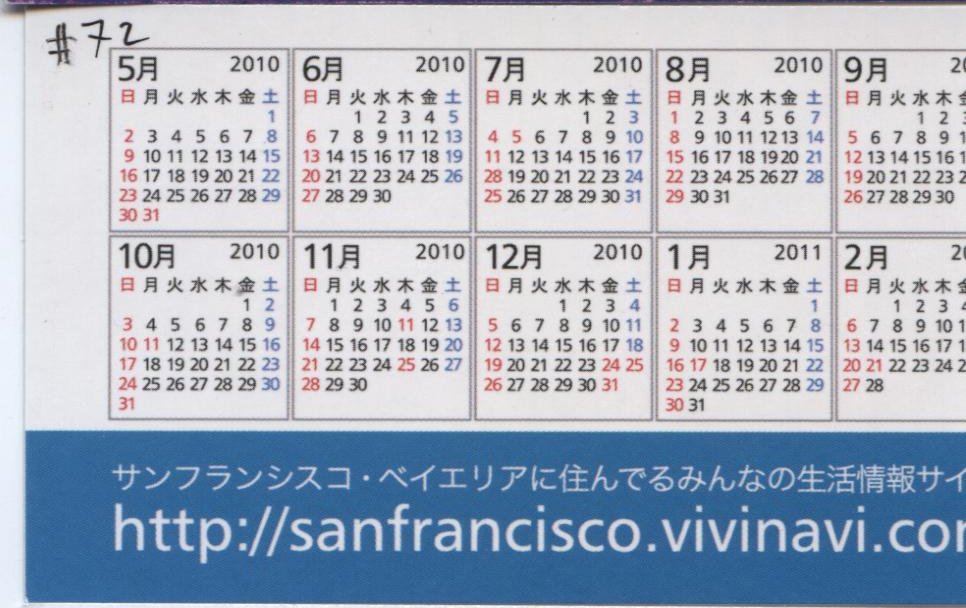 #72
5月 2010
日 月 火 水 木 金 土
1
2 3 4 5 6 7 8
9 10 11 12 13 14 15
16 17 18 19 20 21 22
23 24 25 26 27 28 29
30 31
6月 2010
日 月 火 水 木 金 土
1 2 3 4 5
6 7 8 9 10 11 12
13 14 15 16 17 18 19
20 21 22 23 24 25 26
27 28 29 30
7月 2010
日 月 火 水 木 金 土
1 2 3
4 5 6 7 8 9 10
11 12 13 14 15 16 17
28 19 20 21 22 23 24
25 26 27 28 29 30 31
8月 2010
日 月 火 水 木 金 土
1 2 3 4 5 6 7
8 9 10 11 12 13 14
15 16 17 18 19 20 21
22 23 24 25 26 27 28
29 30 31
9月 20
日 月 火 水 木 金
1 2 3
5 6 7 8 9
12 13 14 15 16
19 20 21 22 23
26 27 28 29 30
10月 2010
日 月 火 水 木 金 土
1 2
3 4 5 6 7 8 9
10 11 12 13 14 15 16
17 18 19 20 21 22 23
24 25 26 27 28 29 30
31
11月 2010
日 月 火 水 木 金 土
1 2 3 4 5 6
7 8 9 10 11 12 13
14 15 16 17 18 19 20
21 22 23 24 25 26 27
28 29 30
12月 2010
日 月 火 水 木 金 土
1 2 3 4
5 6 7 8 9 10 11
12 13 14 15 16 17 18
19 20 21 22 23 24 25
26 27 28 29 30 31
1月 2011
日 月 火 水 木 金 土
1
2 3 4 5 6 7 8
9 10 11 12 13 14 15
16 17 18 19 20 21 22
23 24 25 26 27 28 29
30 31
2月 20
日 月 火 水 木 金
1 2 3
6 7 8 9 10
13 14 15 16 17
20 21 22 23 24
27 28
サンフランシスコ・ベイエリアに住んでるみんなの生活情報サイ
http://sanfrancisco.vivinavi.co